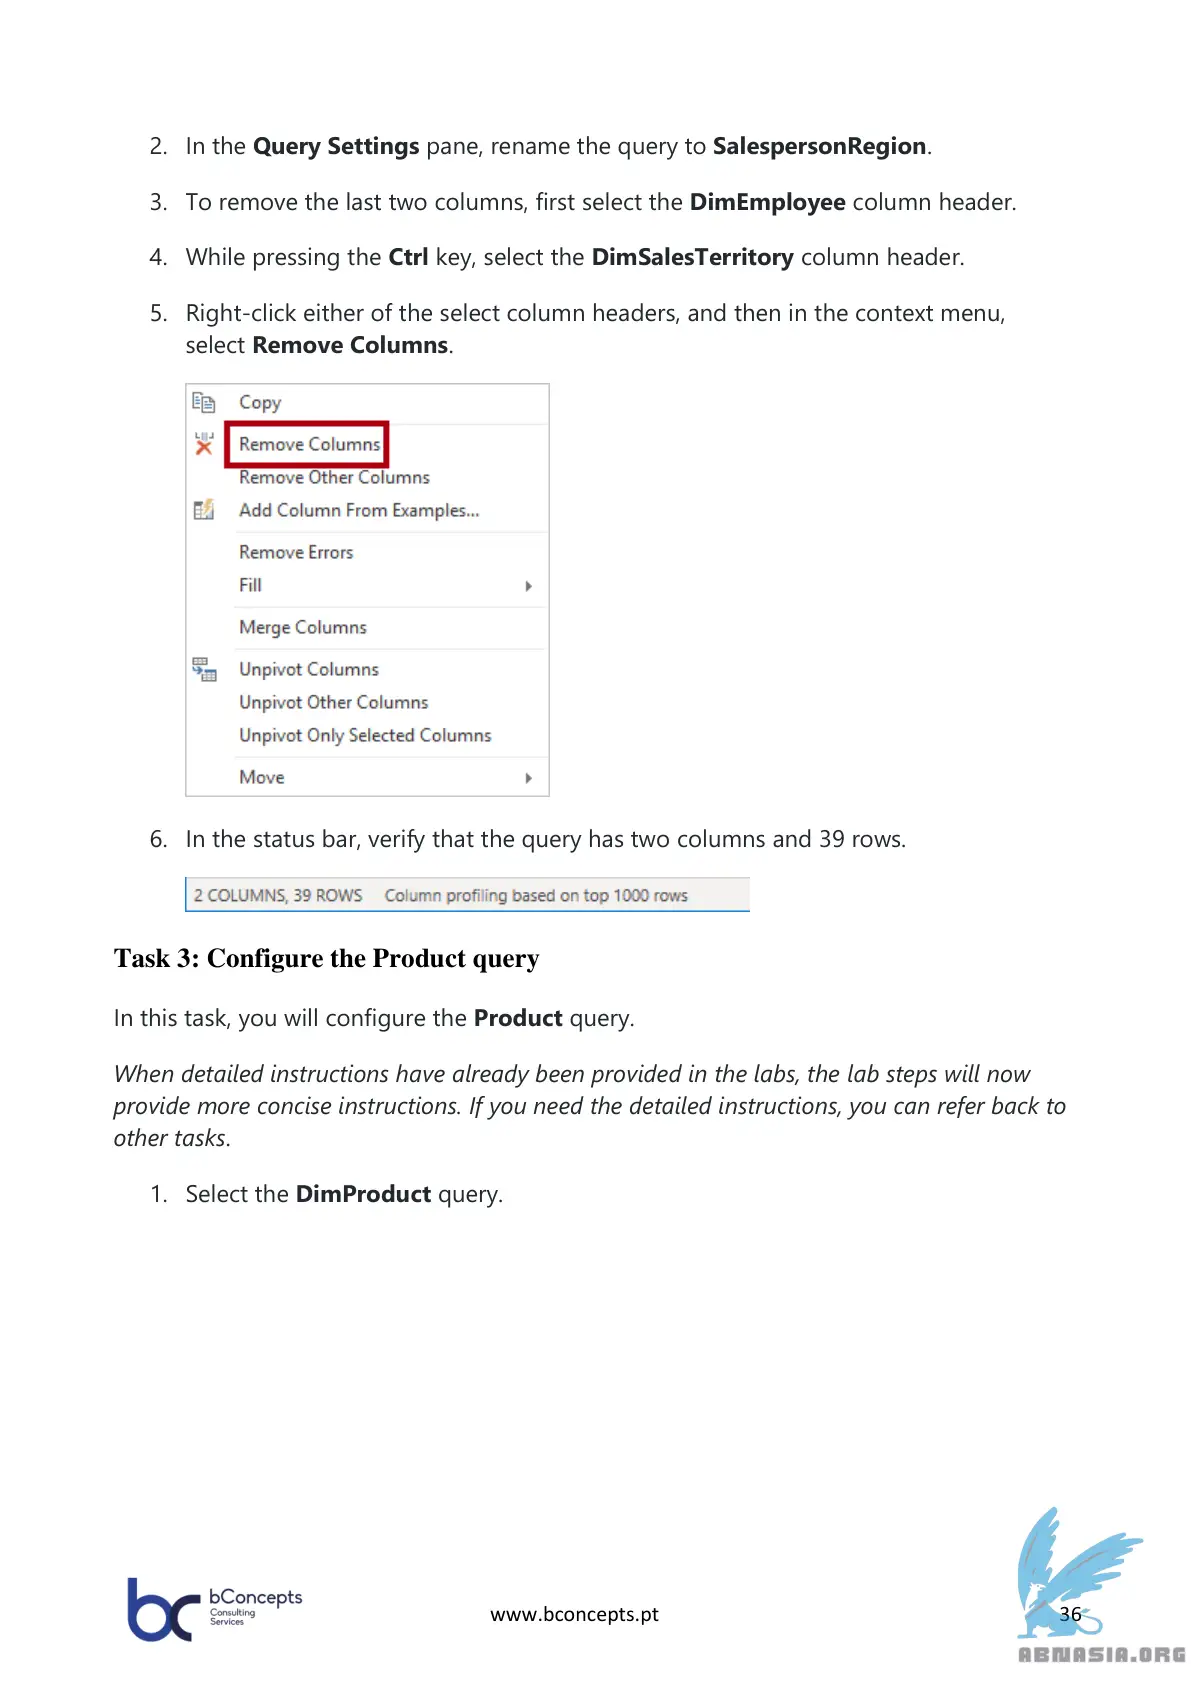 2. In the Query Settings pane, rename the query to SalespersonRegion.
3. To remove the last two columns, first select the DimEmployee column header.
4. While pressing the Ctrl key, select the DimSalesTerritory column header.
5. Right-click either of the select column headers, and then in the context menu,
select Remove Columns.
Copy
Remove Columns
Remove Other Columns
Add Column From Examples...
Remove Errors
Fill
Merge Columns
Unpivot Columns
Unpivot Other Columns
Unpivot Only Selected Columns
Move
6. In the status bar, verify that the query has two columns and 39 rows.
2 COLUMNS, 39 ROWS Column profiling based on top 1000 rows
Task 3: Configure the Product query
In this task, you will configure the Product query.
When detailed instructions have already been provided in the labs, the lab steps will now
provide more concise instructions. If you need the detailed instructions, you can refer back to
other tasks.
1. Select the DimProduct query.
bc bConcepts
Consulting
Services
www.bconcepts.pt
36
ABNASIA.ORG